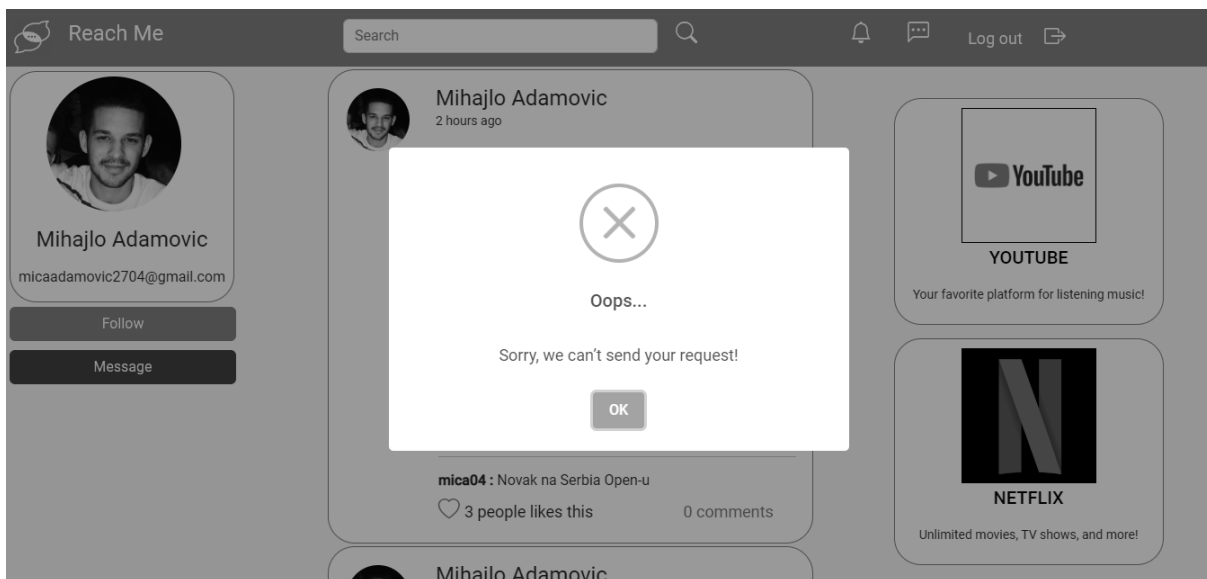 Reach Me
Search
Log out
Mihajlo Adamovic
micaadamovic2704@gmail.com
Follow
Message
Mihajlo Adamovic
2 hours ago
Oops...
Sorry, we can't send your request!
OK
mica04 : Novak na Serbia Open-u
3 people likes this
0 comments
Mihajlo Adamovic
YouTube
YOUTUBE
Your favorite platform for listening music!
NETFLIX
Unlimited movies, TV shows, and more!